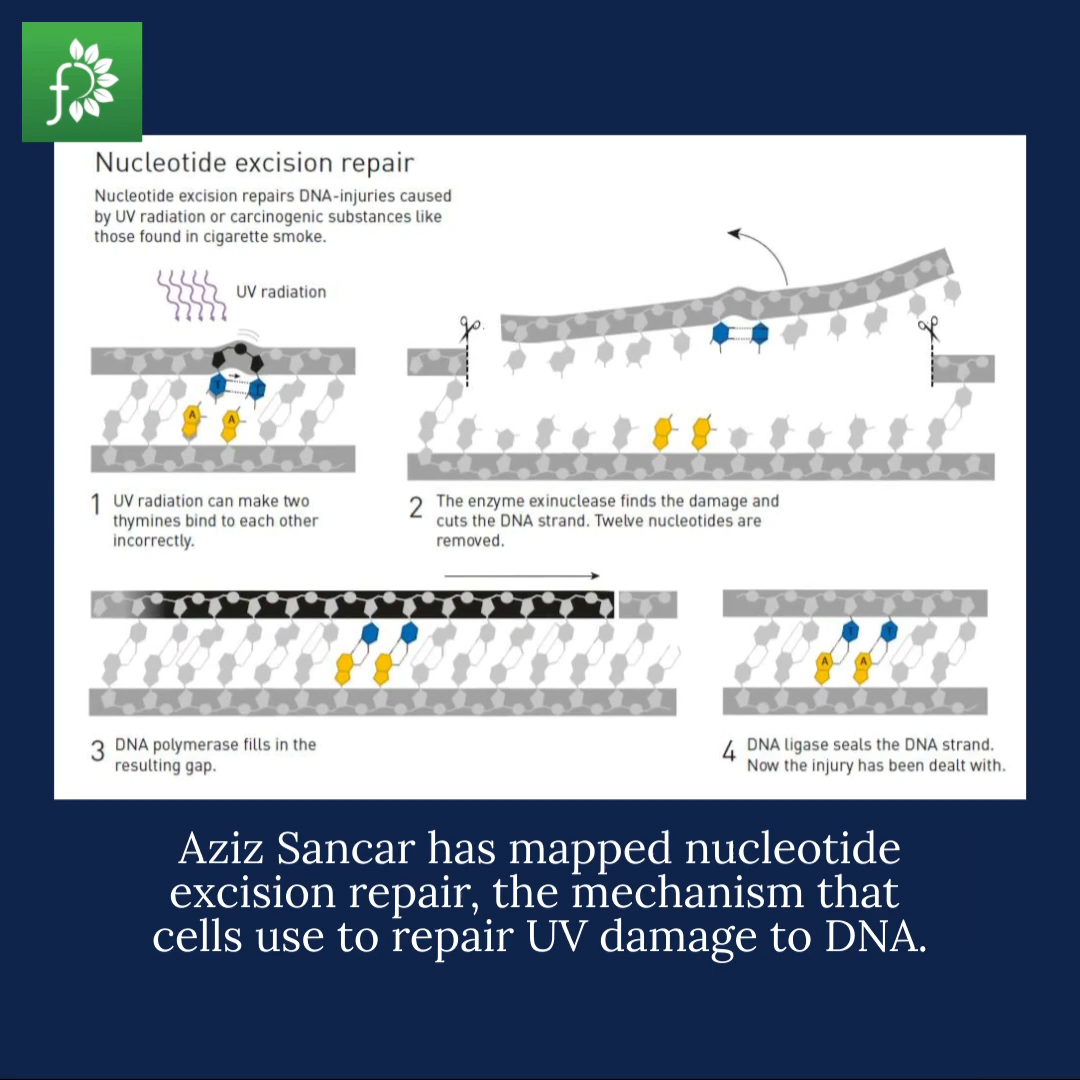 Nucleotide excision repair
Nucleotide excision repairs DNA-injuries caused
by UV radiation or carcinogenic substances like
those found in cigarette smoke.
UV radiation
T
A
A
1
UV radiation can make two
thymines bind to each other
incorrectly.
2
The enzyme exinuclease finds the damage and
cuts the DNA strand. Twelve nucleotides are
removed.
3
DNA polymerase fills in the
resulting gap.
T
T
A
A
4
DNA ligase seals the DNA strand.
Now the injury has been dealt with.
Aziz Sancar has mapped nucleotide
excision repair, the mechanism that
cells use to repair UV damage to DNA.